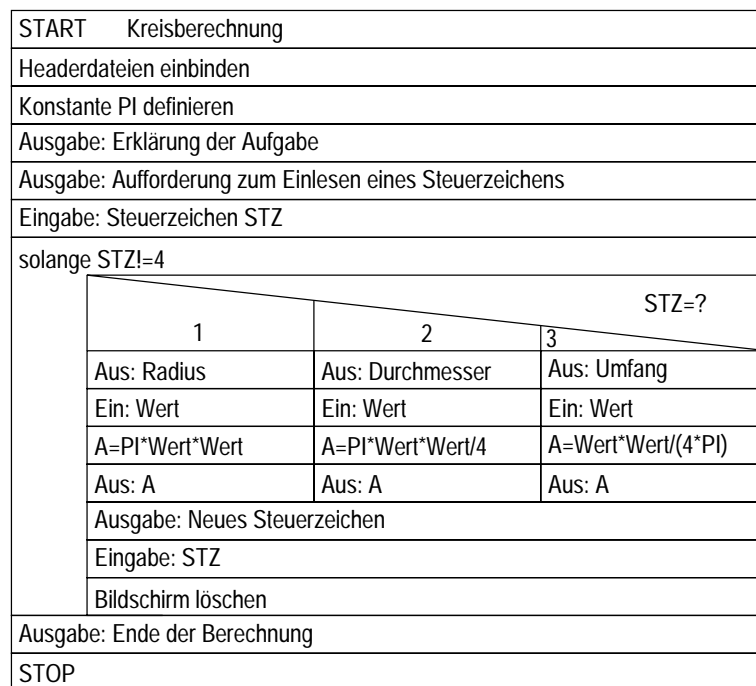 START Kreisberechnung
Headerdateien einbinden
Konstante PI definieren
Ausgabe: Erklärung der Aufgabe
Ausgabe: Aufforderung zum Einlesen eines Steuerzeichens
Eingabe: Steuerzeichen STZ
solange STZ!=4
STZ=?
1 2 3
Aus: Radius Aus: Durchmesser Aus: Umfang
Ein: Wert Ein: Wert Ein: Wert
A=PI*Wert*Wert A=PI*Wert*Wert/4 A=Wert*Wert/(4*PI)
Aus: A Aus: A Aus: A
Ausgabe: Neues Steuerzeichen
Eingabe: STZ
Bildschirm löschen
Ausgabe: Ende der Berechnung
STOP